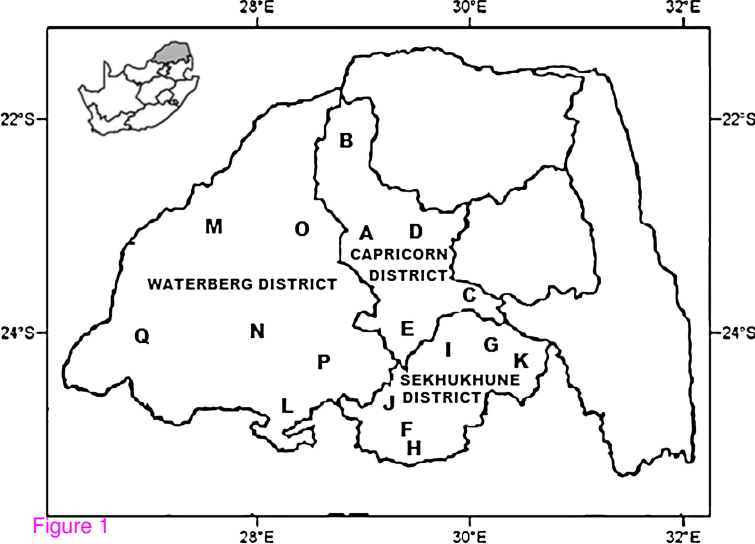 28°E 30°E 32°E
22°S 22°S
B
M O A D
CAPRICORN
DISTRICT
WATERBERG DISTRICT
C
24°S 24°S
Q N E
I G
P K
SEKHUKHUNE
DISTRICT
L J
F
H
28°E 30°E 32°E
Figure 1